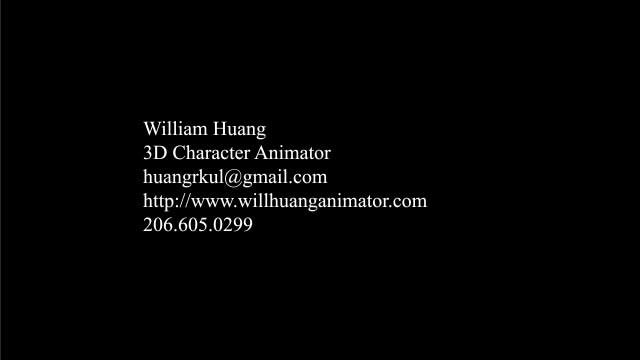 William Huang
3D Character Animator
huangrkul@gmail.com
http://www.willhuanganimator.com
206.605.0299